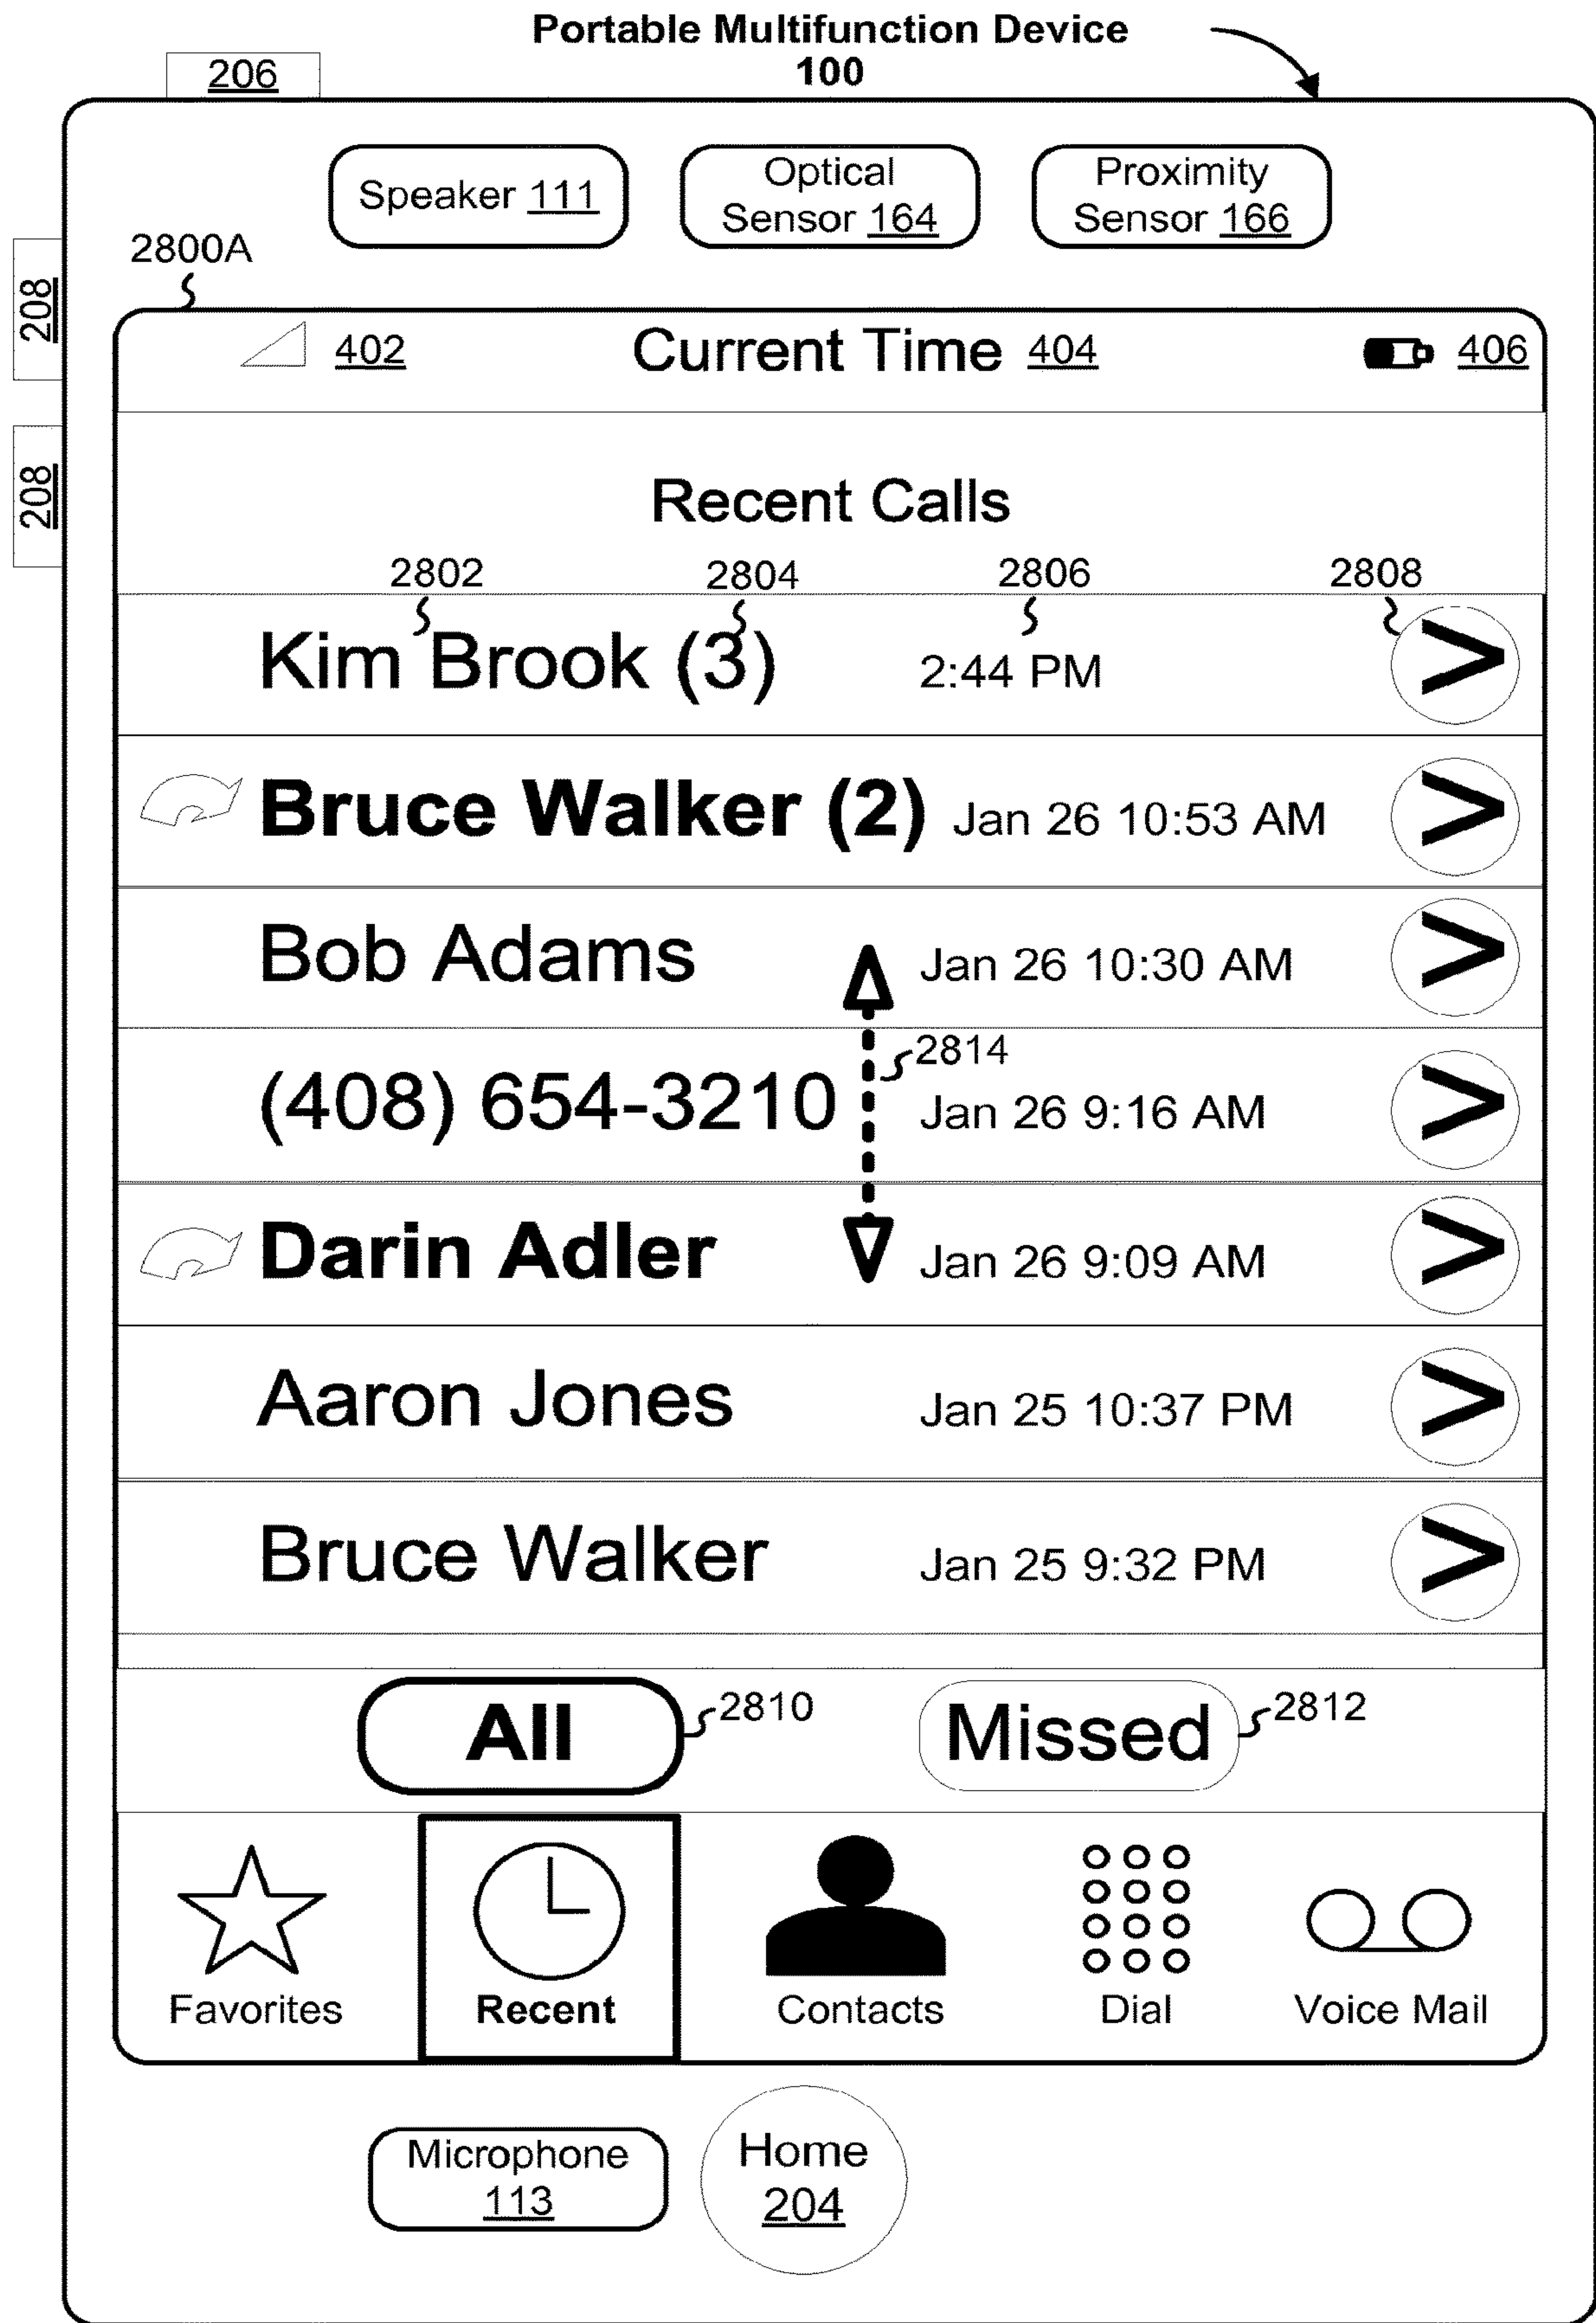 Portable Multifunction Device
100
206
Speaker 111
Optical
Sensor 164
Proximity
Sensor 166
2800A
208
208
402
Current Time 404
406
Recent Calls
2802
2804
2806
2808
Kim Brook (3) 2:44 PM >
Bruce Walker (2) Jan 26 10:53 AM >
Bob Adams Jan 26 10:30 AM >
2814
(408) 654-3210 Jan 26 9:16 AM >
Darin Adler Jan 26 9:09 AM >
Aaron Jones Jan 25 10:37 PM >
Bruce Walker Jan 25 9:32 PM >
All 2810
Missed 2812
Favorites
Recent
Contacts
Dial
Voice Mail
Microphone
113
Home
204